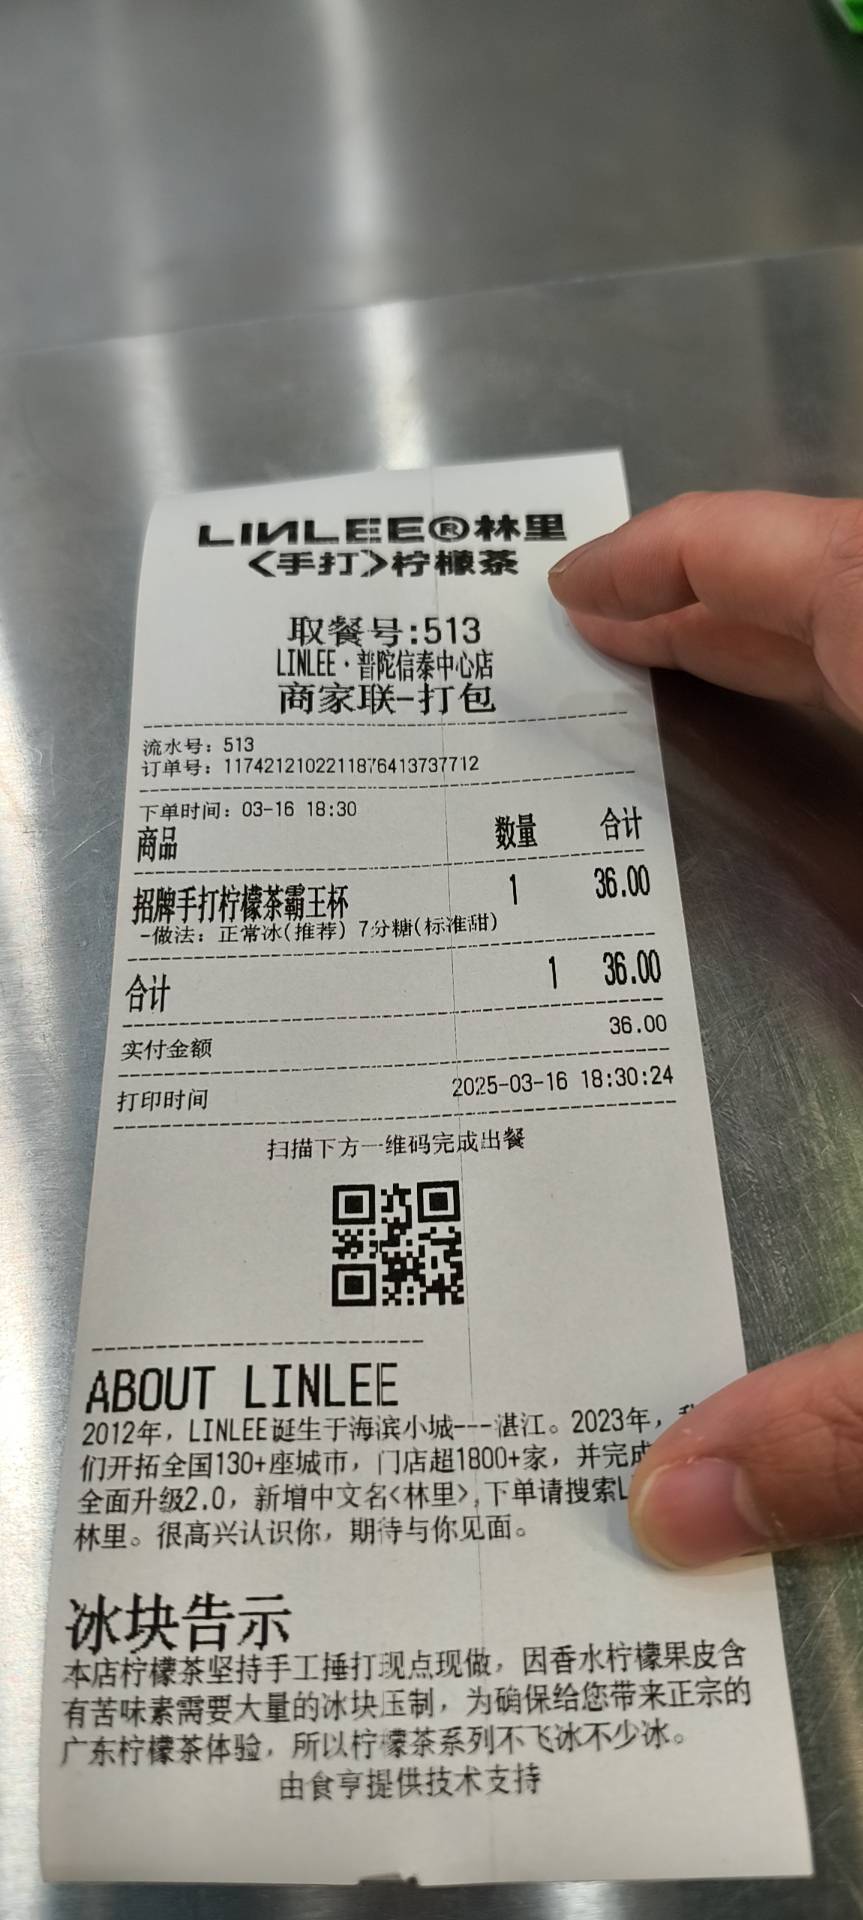 LINLEE®林里
<手打>柠檬茶
取餐号:513
LINLEE·普陀信泰中心店
商家联-打包
流水号: 513
订单号: 1174212102211876413737712
下单时间: 03-16 18:30
商品 数量 合计
招牌手打柠檬茶霸王杯 1 36.00
-做法: 正常冰(推荐) 7分糖(标准甜)
合计 1 36.00
实付金额 36.00
打印时间 2025-03-16 18:30:24
扫描下方一维码完成出餐
ABOUT LINLEE
2012年, LINLEE诞生于海滨小城---湛江。2023年,
们开拓全国130+座城市, 门店超1800+家, 并完成
全面升级2.0, 新增中文名<林里>,下单请搜索L
林里。很高兴认识你, 期待与你见面。
冰块告示
本店柠檬茶坚持手工捶打现点现做, 因香水柠檬果皮含
有苦味素需要大量的冰块压制, 为确保给您带来正宗的
广东柠檬茶体验, 所以柠檬茶系列不飞冰不少冰。
由食亨提供技术支持